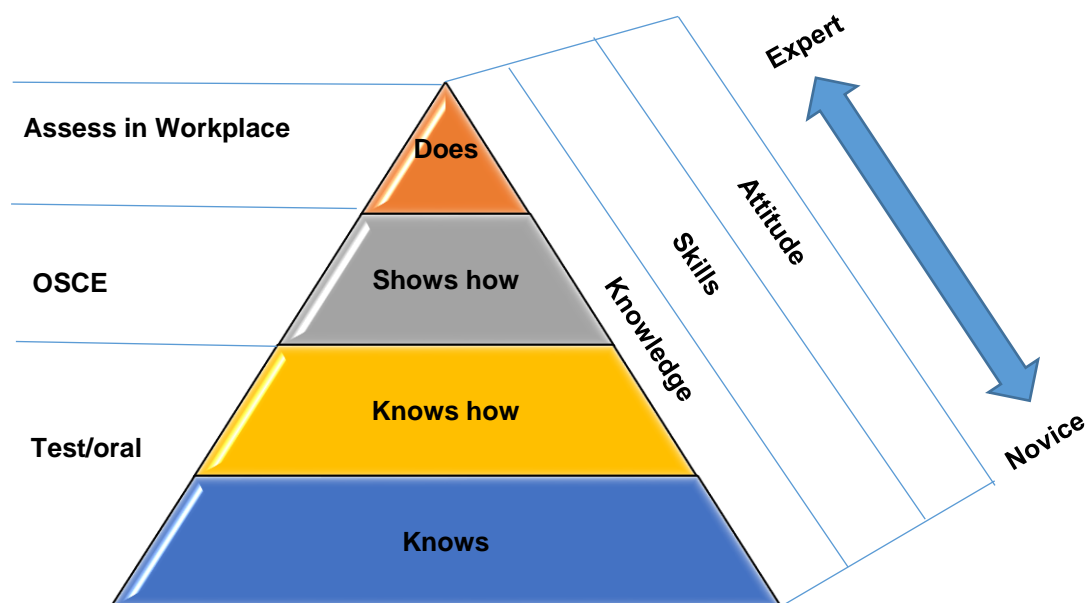 Expert
Assess in Workplace
Does
Attitude
Skills
OSCE
Shows how
Knowledge
Knows how
Test/oral
Novice
Knows